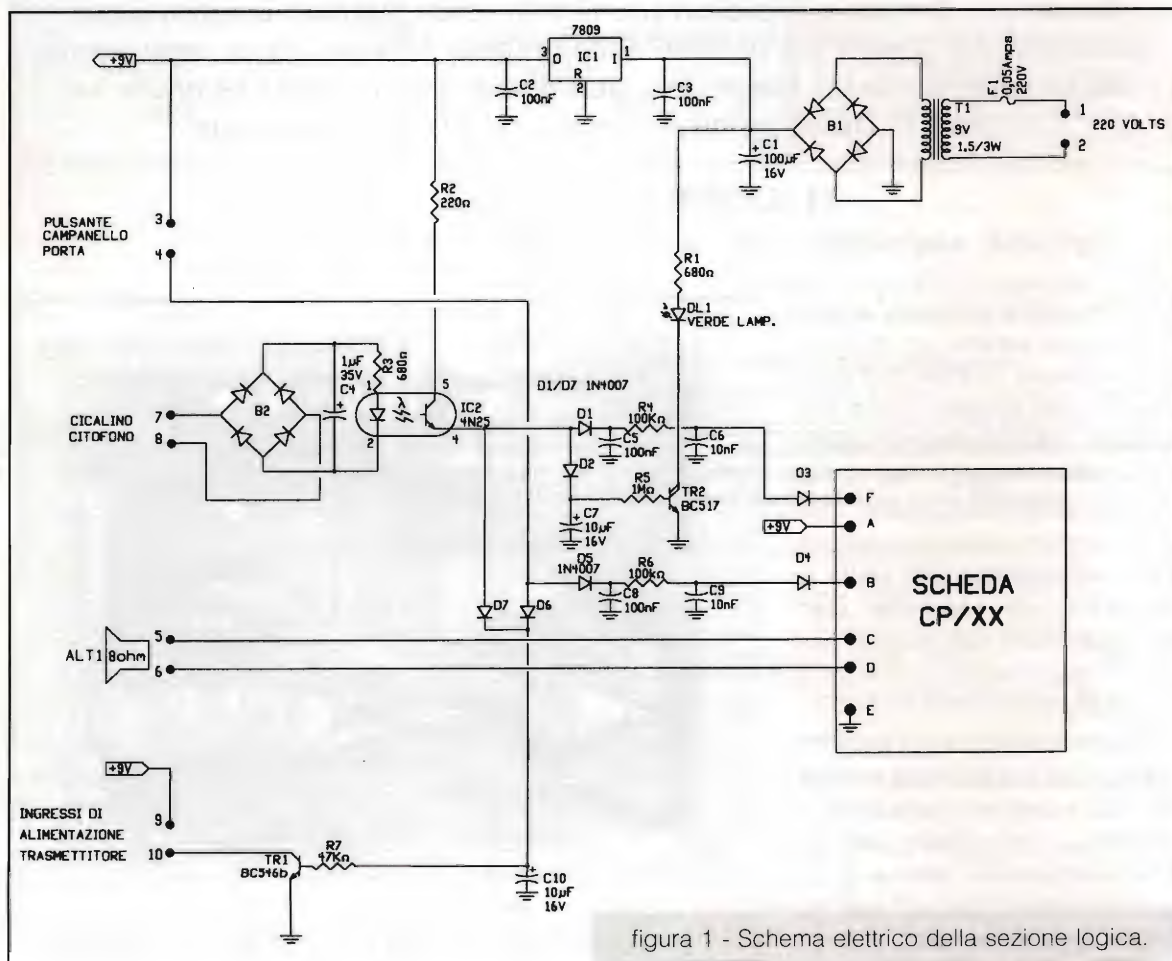 7809
+9V
3
O
IC1
I
1
R
2
C2
100nF
C3
100nF
B1
C1
100µF
16V
T1
9V
1.5/3W
F1
0,05Amps
220V
1
2
220 VOLTS
R2
220Ω
PULSANTE
CAMPANELLO
PORTA
3
4
R1
680Ω
DL1
VERDE LAMP.
1µF
35V
C4
R3
680Ω
1
5
IC2
4N25
2
4
B2
CICALINO
CITOFONO
7
8
D1/D7 1N4007
D1
R4
100KΩ
C5
100nF
C6
10nF
D2
R5
1MΩ
TR2
BC517
C7
10µF
16V
D3
F
+9V
A
D5
1N4007
R6
100kΩ
C8
100nF
C9
10nF
D4
B
SCHEDA
CP/XX
D7
D6
ALT1
8ohm
5
6
C
D
E
+9V
INGRESSI DI
ALIMENTAZIONE
TRASMETTITORE
9
10
TR1
BC546b
R7
47KΩ
C10
10µF
16V
figura 1 - Schema elettrico della sezione logica.